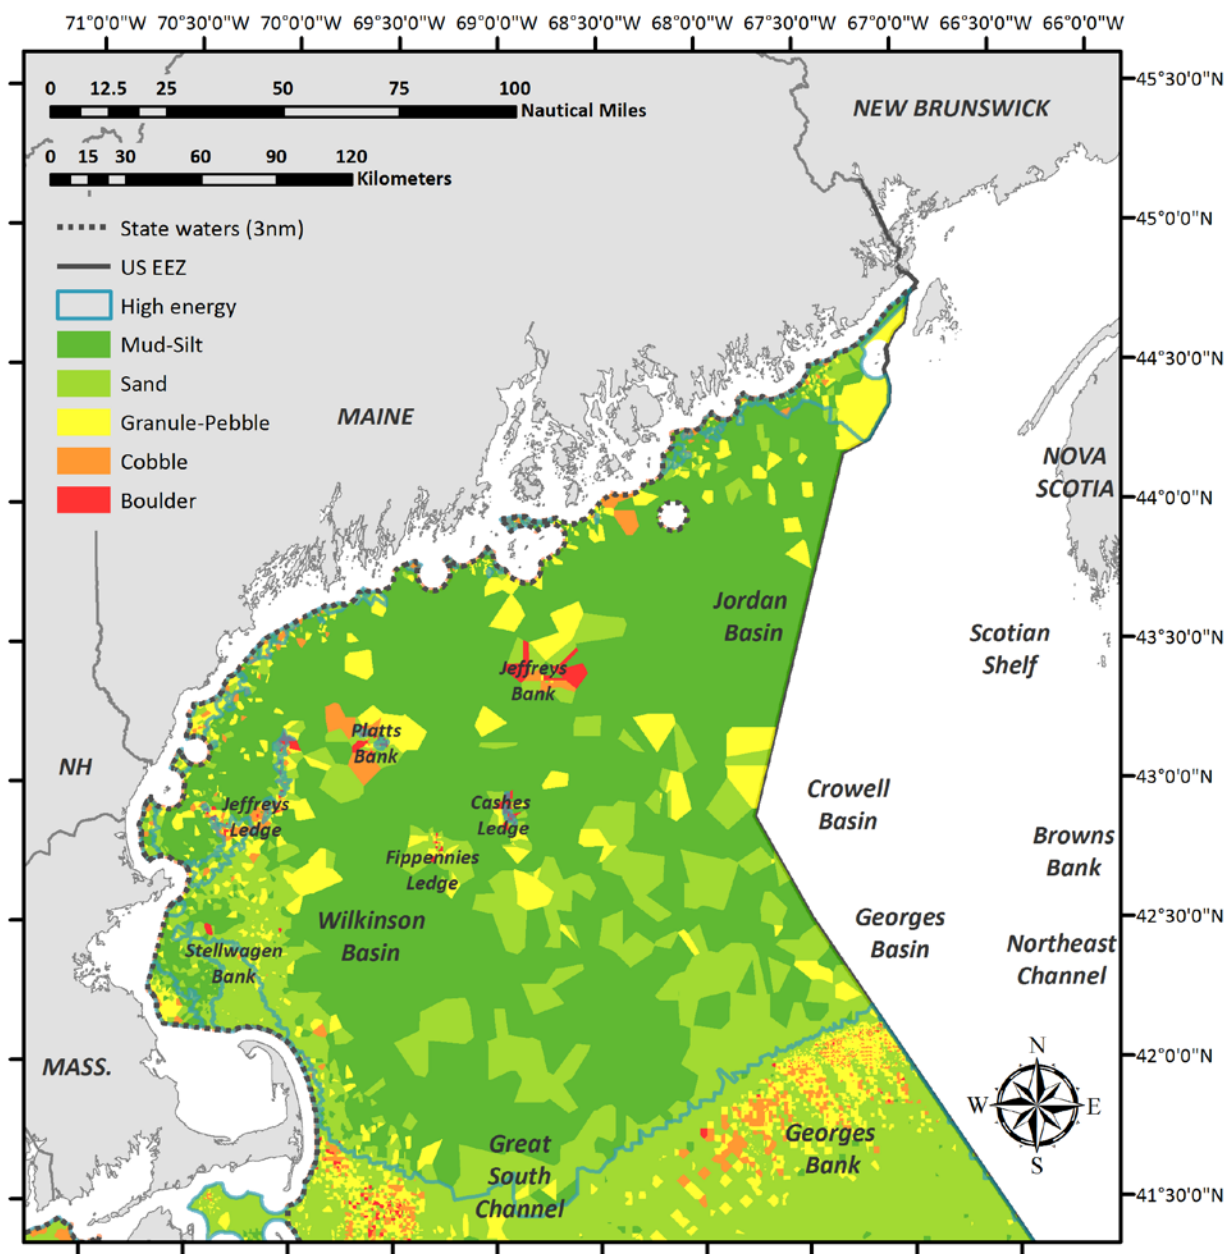 71°0'0"W 70°30'0"W 70°0'0"W 69°30'0"W 69°0'0"W 68°30'0"W 68°0'0"W 67°30'0"W 67°0'0"W 66°30'0"W 66°0'0"W
0 12.5 25 50 75 100
Nautical Miles
0 15 30 60 90 120
Kilometers
State waters (3nm)
US EEZ
High energy
Mud-Silt
Sand
Granule-Pebble
Cobble
Boulder
NEW BRUNSWICK
MAINE
NOVA
SCOTIA
Jordan
Basin
Scotian
Shelf
Jeffreys
Bank
Platts
Bank
NH
Jeffreys
Ledge
Cashes
Ledge
Fippennies
Ledge
Crowell
Basin
Browns
Bank
Wilkinson
Basin
Georges
Basin
Northeast
Channel
Stellwagen
Bank
MASS.
Great
South
Channel
Georges
Bank
N
W E
S
45°30'0"N
45°0'0"N
44°30'0"N
44°0'0"N
43°30'0"N
43°0'0"N
42°30'0"N
42°0'0"N
41°30'0"N